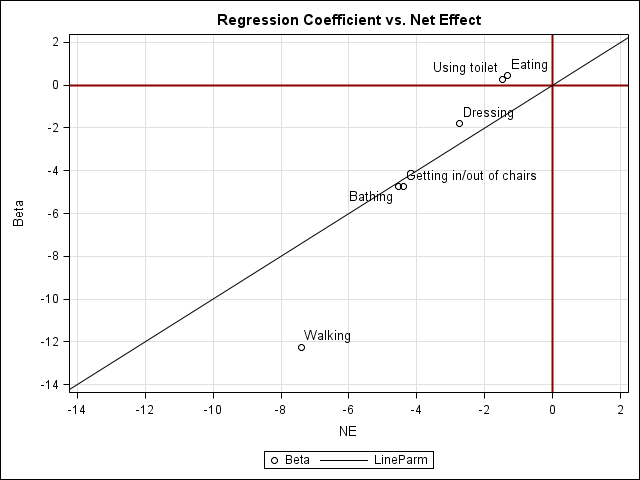 Regression Coefficient vs. Net Effect
2
Using toilet
Eating
0
Dressing
-2
-4
Getting in/out of chairs
Bathing
-6
Beta
-8
-10
-12
Walking
-14
-14 -12 -10 -8 -6 -4 -2 0 2
NE
Beta LineParm